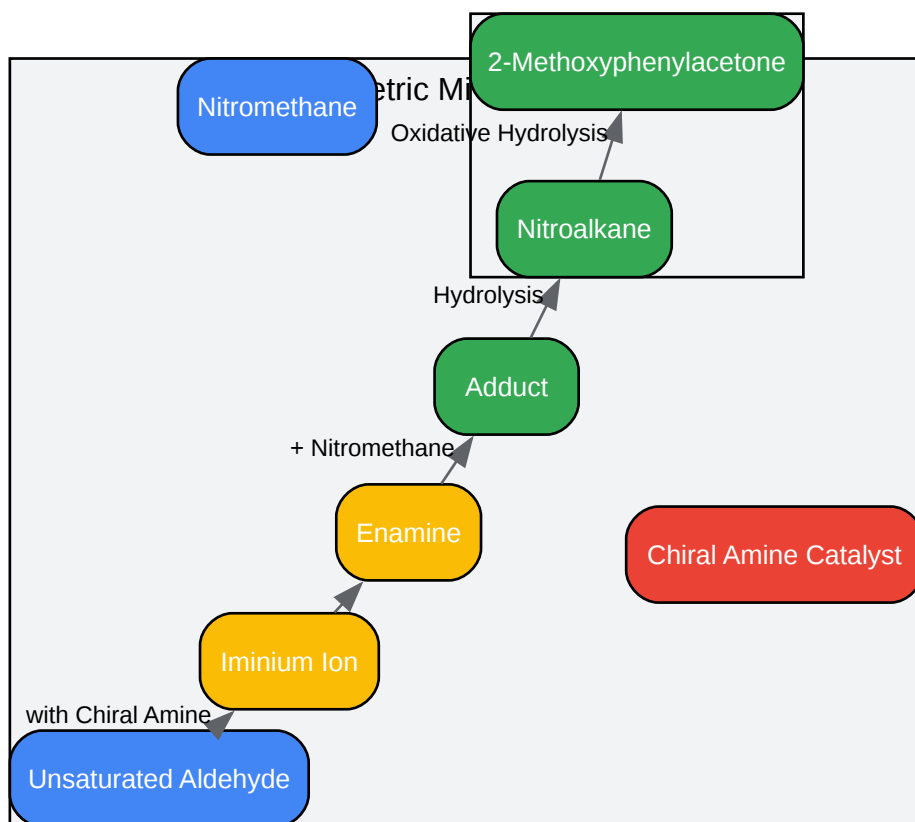 2-Methoxyphenylacetone
Nitromethane
Oxidative Hydrolysis
Nitroalkane
Hydrolysis
Adduct
+ Nitromethane
Enamine
Chiral Amine Catalyst
Iminium Ion
with Chiral Amine
Unsaturated Aldehyde